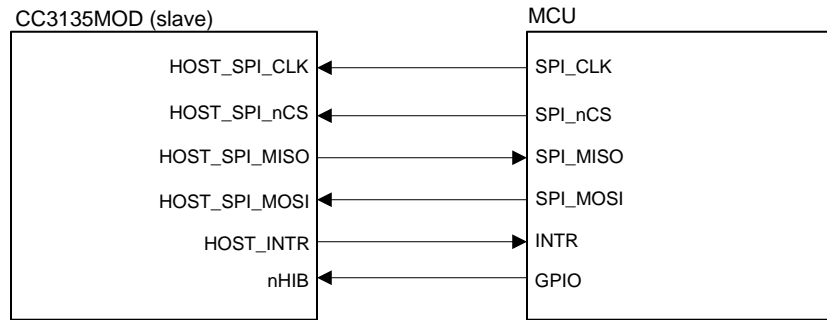 CC3135MOD (slave)
MCU
HOST_SPI_CLK
SPI_CLK
HOST_SPI_nCS
SPI_nCS
HOST_SPI_MISO
SPI_MISO
HOST_SPI_MOSI
SPI_MOSI
HOST_INTR
INTR
nHIB
GPIO